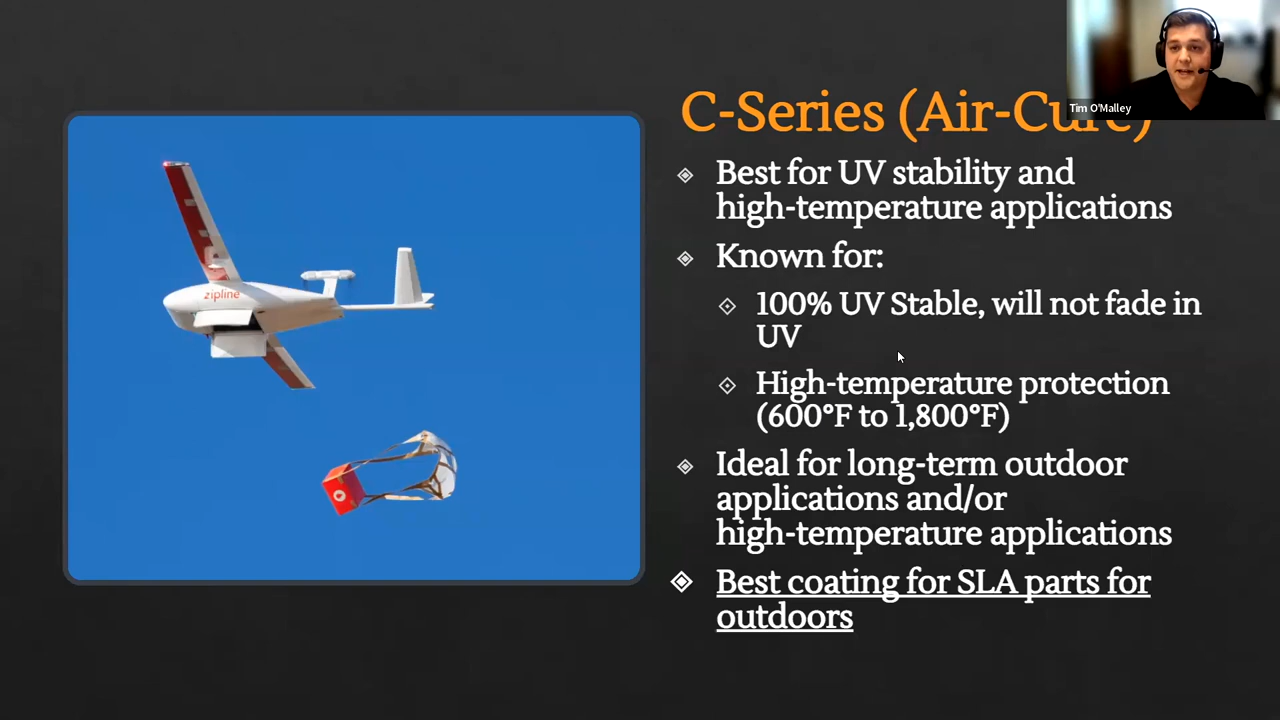 Tim O'Malley
C-Series (Air-Cure)
Best for UV stability and
high-temperature applications
Known for:
100% UV Stable, will not fade in
UV
High-temperature protection
(600°F to 1,800°F)
Ideal for long-term outdoor
applications and/or
high-temperature applications
Best coating for SLA parts for
outdoors
zipline